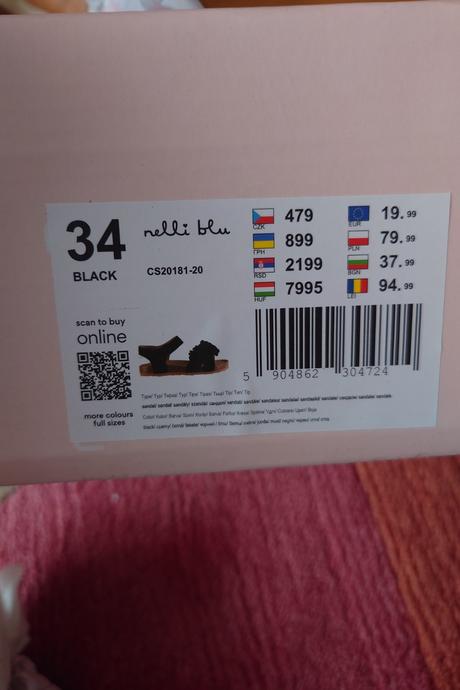 34
BLACK
nelli blu
CS20181-20
CZK 479
ГРН 899
RSD 2199
HUF 7995
EUR 19.99
PLN 79.99
BGN 37.99
LEI 94.99
scan to buy
online
more colours
full sizes
5 904862 304724